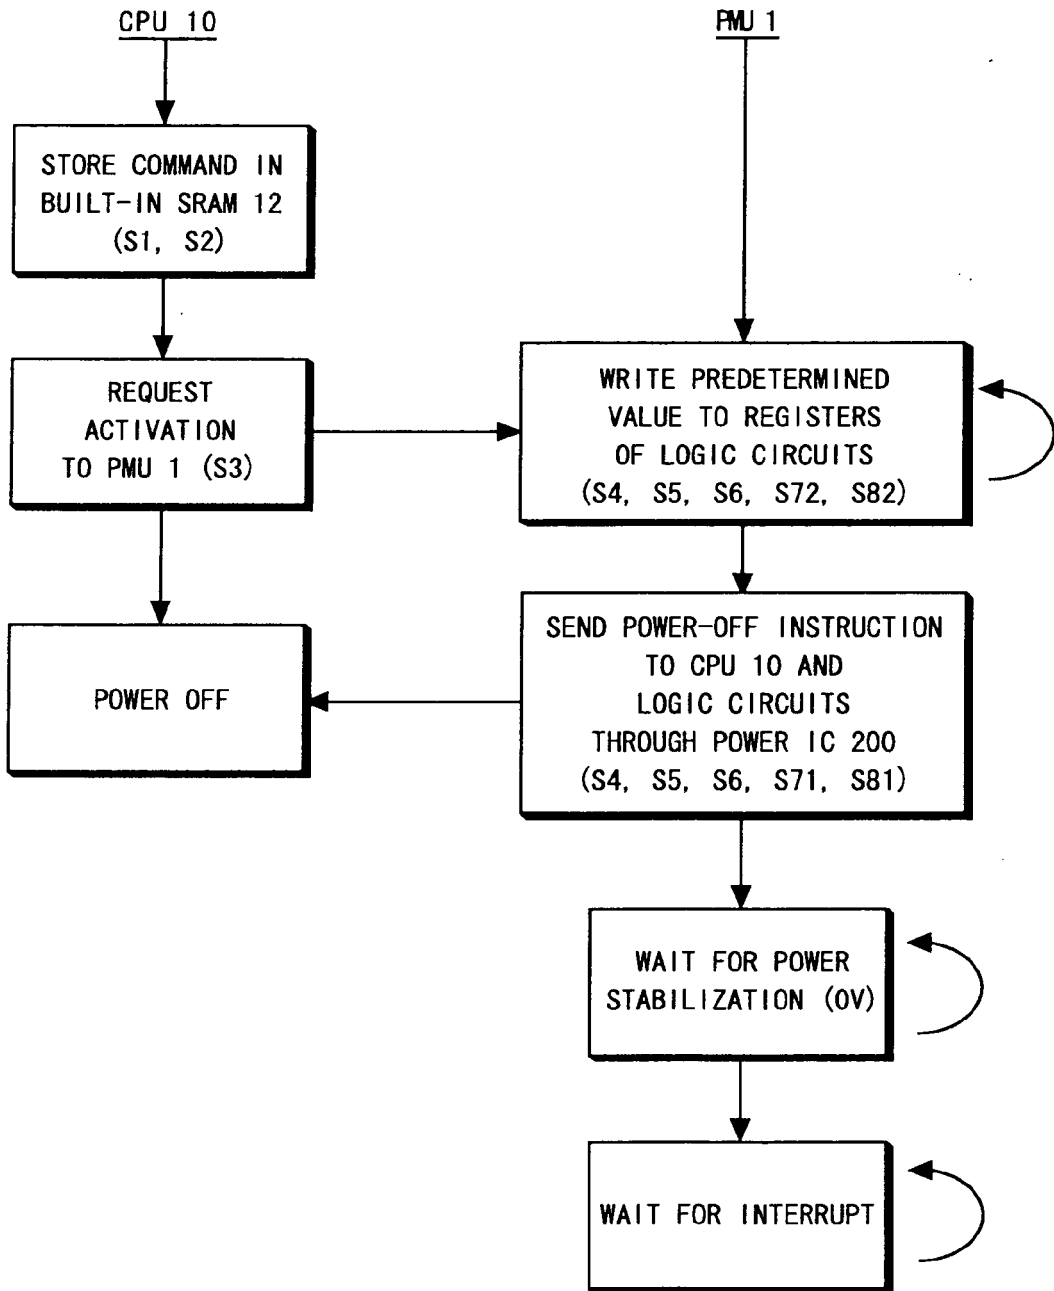 CPU 10
PMU 1
STORE COMMAND IN
BUILT-IN SRAM 12
(S1, S2)
REQUEST
ACTIVATION
TO PMU 1 (S3)
WRITE PREDETERMINED
VALUE TO REGISTERS
OF LOGIC CIRCUITS
(S4, S5, S6, S72, S82)
POWER OFF
SEND POWER-OFF INSTRUCTION
TO CPU 10 AND
LOGIC CIRCUITS
THROUGH POWER IC 200
(S4, S5, S6, S71, S81)
WAIT FOR POWER
STABILIZATION (0V)
WAIT FOR INTERRUPT